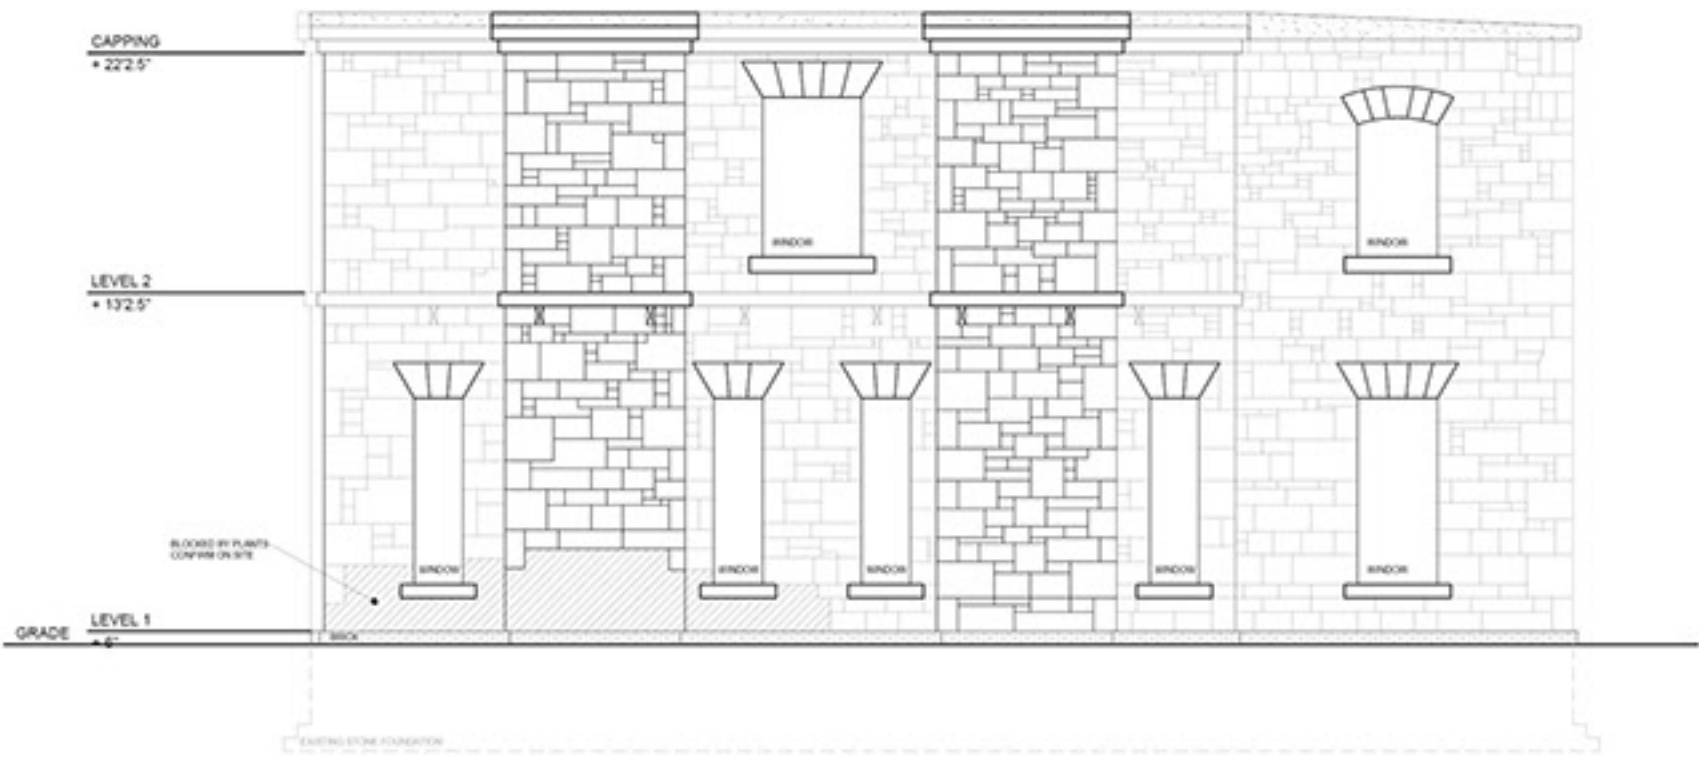 CAPPING
+ 22'2.5"
WINDOW
WINDOW
LEVEL 2
+ 13'2.5"
BLOCKED BY PLANTS
CONFIRM ON SITE
WINDOW
WINDOW
WINDOW
WINDOW
WINDOW
LEVEL 1
GRADE
+ 6"
BRICK
EXISTING STONE FOUNDATION